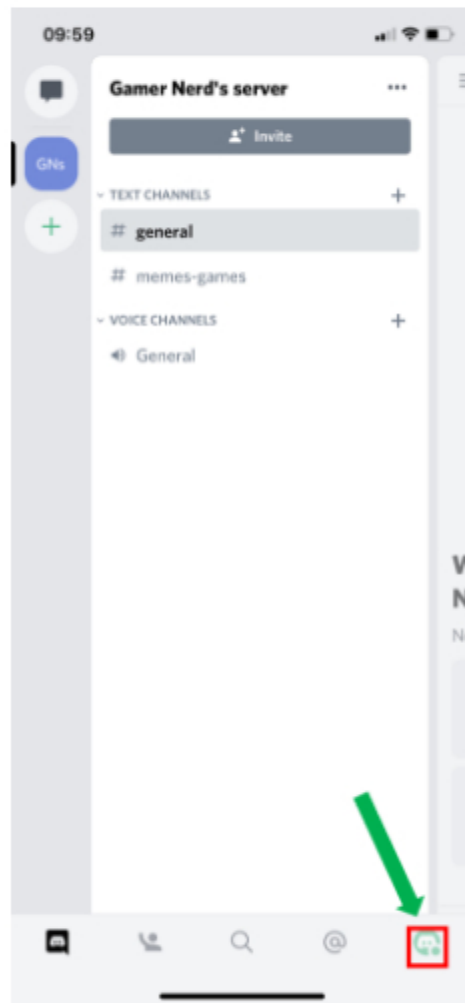 09:59
Gamer Nerd's server
Invite
GNs
TEXT CHANNELS
# general
# memes-games
VOICE CHANNELS
General
W
N
N
@